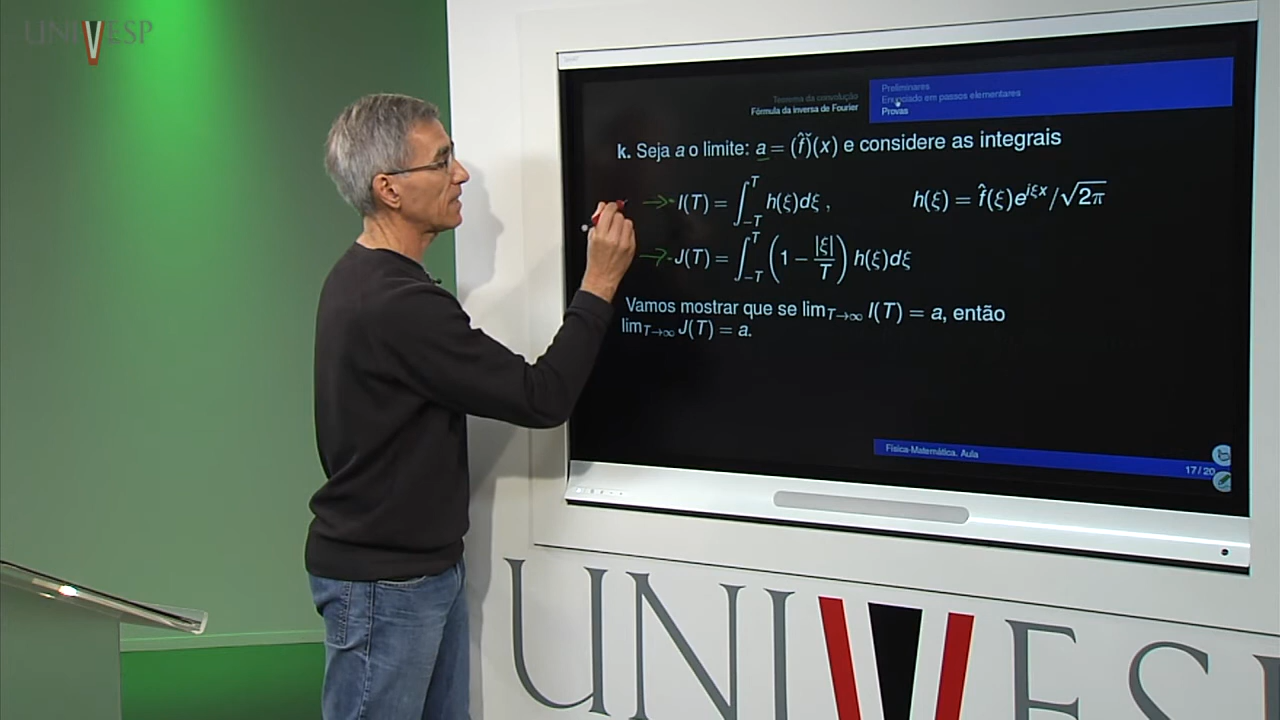 UNIVESP
Teorema da convolução
Fórmula da inversa de Fourier
Preliminares
Enunciado em passos elementares
Provas
k. Seja a o limite: a = (f̂)̌(x) e considere as integrais
I(T) = ∫_{-T}^{T} h(ξ)dξ , h(ξ) = f̂(ξ)e^{jξx}/√2π
J(T) = ∫_{-T}^{T} (1 − |ξ|/T) h(ξ)dξ
Vamos mostrar que se lim_{T→∞} I(T) = a, então
lim_{T→∞} J(T) = a.
Física-Matemática. Aula
17 / 20
UNIVESP